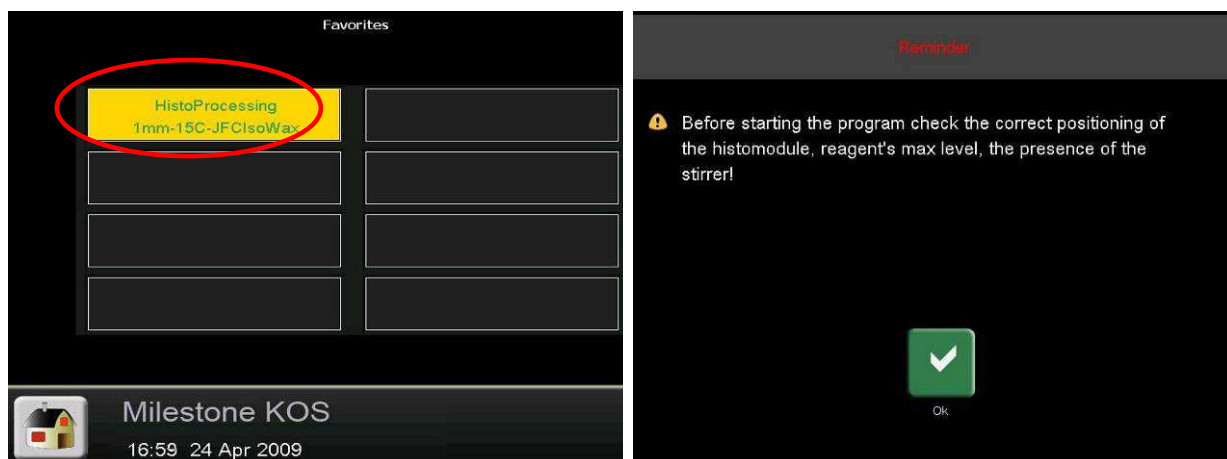 Favorites
HistoProcessing
1mm-15C-JFCIsoWax
Milestone KOS
16:59 24 Apr 2009
Reminder
Before starting the program check the correct positioning of
the histomodule, reagent's max level, the presence of the
stirrer!
Ok